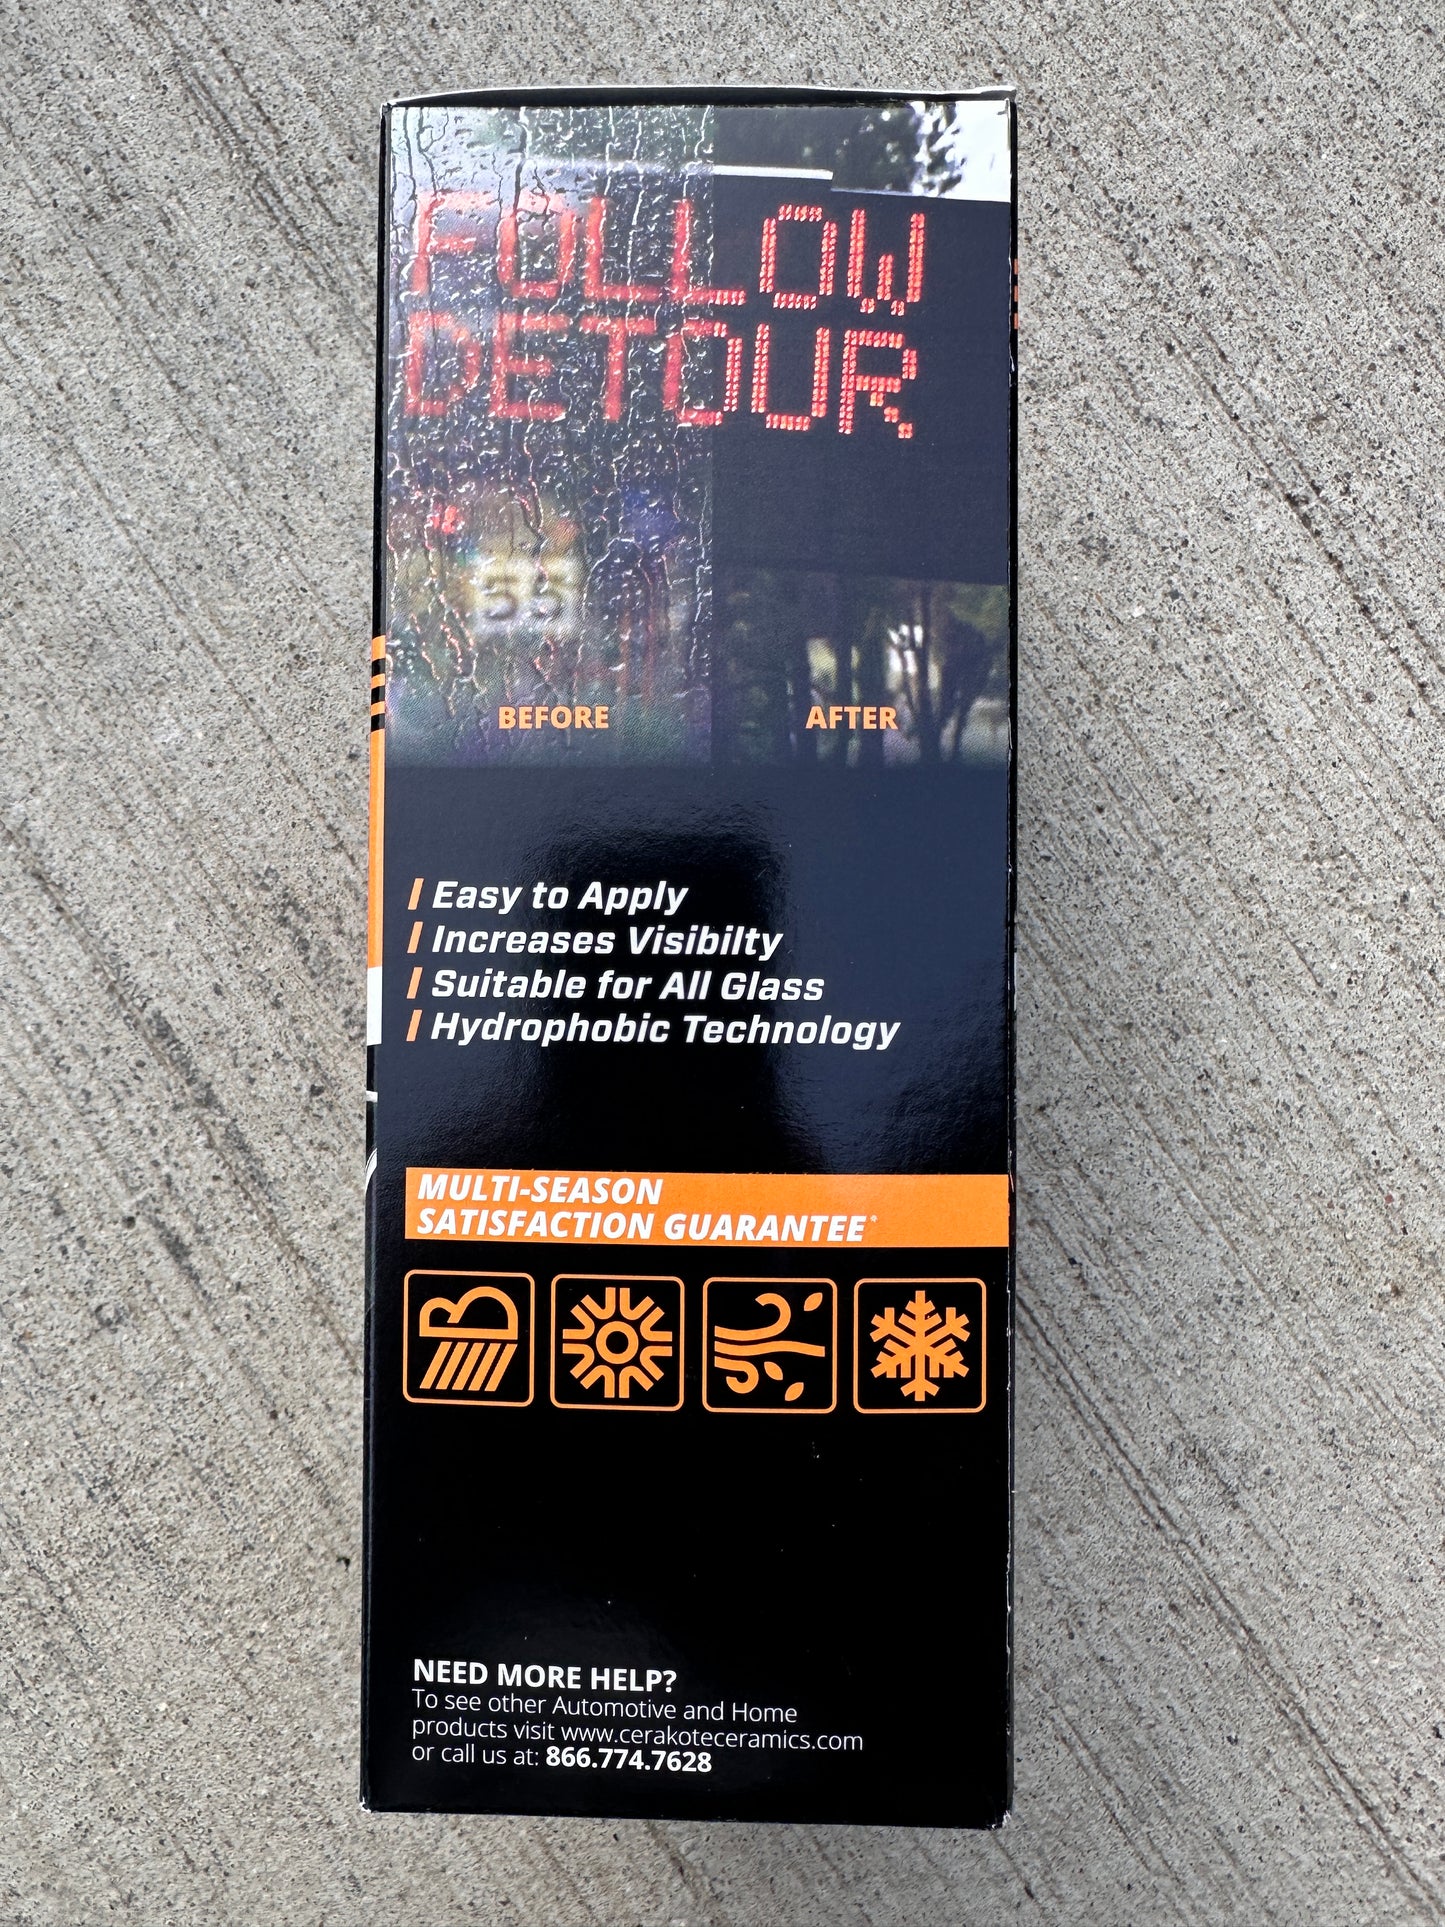 FOLLOW
DETOUR
55
BEFORE AFTER
/ Easy to Apply
/ Increases Visibilty
/ Suitable for All Glass
/ Hydrophobic Technology
MULTI-SEASON
SATISFACTION GUARANTEE*
NEED MORE HELP?
To see other Automotive and Home
products visit www.cerakoteceramics.com
or call us at: 866.774.7628